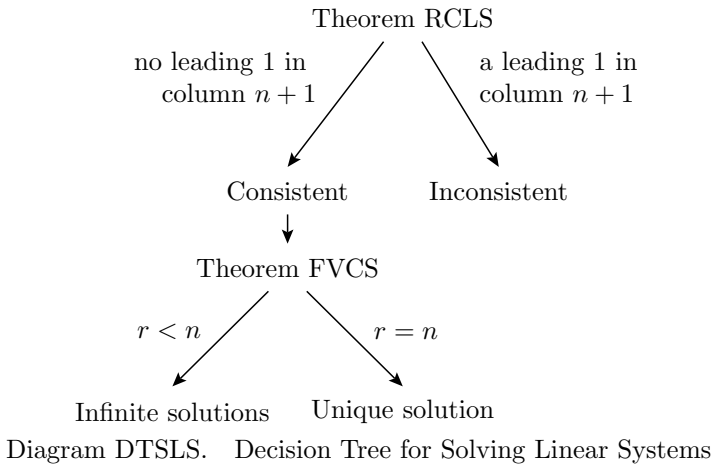 Theorem RCLS
no leading 1 in
column n + 1
a leading 1 in
column n + 1
Consistent
Inconsistent
Theorem FVCS
r < n
r = n
Infinite solutions
Unique solution
Diagram DTSLS. Decision Tree for Solving Linear Systems